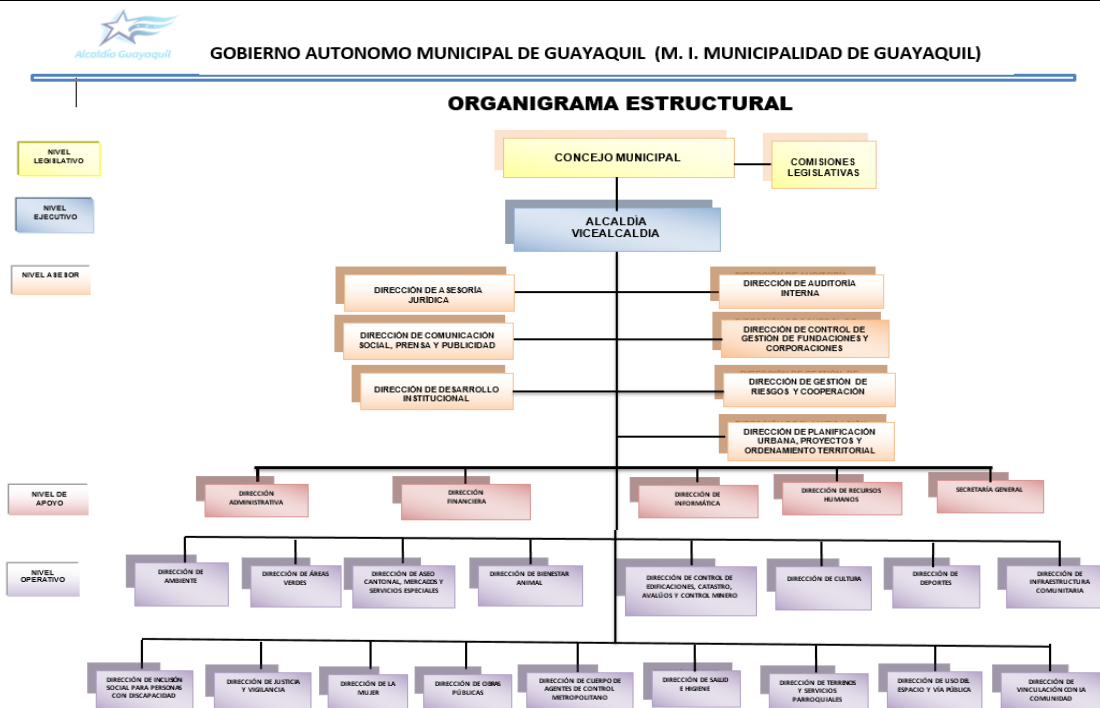 Alcaldía Guayaquil
GOBIERNO AUTONOMO MUNICIPAL DE GUAYAQUIL (M. I. MUNICIPALIDAD DE GUAYAQUIL)
ORGANIGRAMA ESTRUCTURAL
NIVEL
LEGISLATIVO
CONCEJO MUNICIPAL
COMISIONES
LEGISLATIVAS
NIVEL
EJECUTIVO
ALCALDÌA
VICEALCALDIA
NIVEL ASESOR
DIRECCIÓN DE ASESORÍA
JURÍDICA
DIRECCIÓN DE AUDITORÍA
INTERNA
DIRECCIÓN DE COMUNICACIÓN
SOCIAL, PRENSA Y PUBLICIDAD
DIRECCIÓN DE CONTROL DE
GESTIÓN DE FUNDACIONES Y
CORPORACIONES
DIRECCIÓN DE DESARROLLO
INSTITUCIONAL
DIRECCIÓN DE GESTIÓN DE
RIESGOS Y COOPERACIÓN
DIRECCIÓN DE PLANIFICACIÓN
URBANA, PROYECTOS Y
ORDENAMIENTO TERRITORIAL
NIVEL DE
APOYO
DIRECCIÓN
ADMINISTRATIVA
DIRECCIÓN
FINANCIERA
DIRECCIÓN DE
INFORMÁTICA
DIRECCIÓN DE RECURSOS
HUMANOS
SECRETARÍA GENERAL
NIVEL
OPERATIVO
DIRECCIÓN DE
AMBIENTE
DIRECCIÓN DE ÁREAS
VERDES
DIRECCIÓN DE ASEO
CANTONAL, MERCADOS Y
SERVICIOS ESPECIALES
DIRECCIÓN DE BIENESTAR
ANIMAL
DIRECCIÓN DE CONTROL DE
EDIFICACIONES, CATASTRO,
AVALÚOS Y CONTROL MINERO
DIRECCIÓN DE CULTURA
DIRECCIÓN DE
DEPORTES
DIRECCIÓN DE
INFRAESTRUCTURA
COMUNITARIA
DIRECCIÓN DE INCLUSIÓN
SOCIAL PARA PERSONAS
CON DISCAPACIDAD
DIRECCIÓN DE JUSTICIA
Y VIGILANCIA
DIRECCIÓN DE LA
MUJER
DIRECCIÓN DE OBRAS
PÚBLICAS
DIRECCIÓN DE CUERPO DE
AGENTES DE CONTROL
METROPOLITANO
DIRECCIÓN DE SALUD
E HIGIENE
DIRECCIÓN DE TERRENOS
Y SERVICIOS
PARROQUIALES
DIRECCIÓN DE USO DEL
ESPACIO Y VÍA PÚBLICA
DIRECCIÓN DE
VINCULACIÓN CON LA
COMUNIDAD